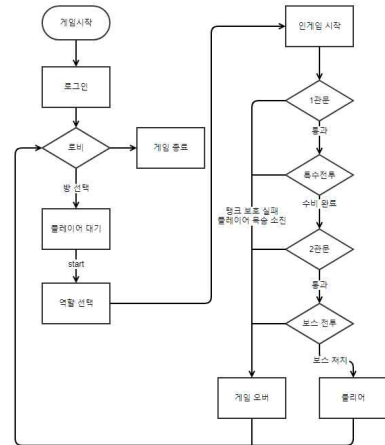 게임시작
로그인
로비
게임 종료
방 선택
플레이어 대기
start
역할 선택
인게임 시작
1관문
통과
특수전투
수비 완료
탱크 보호 실패
플레이어 목숨 소진
2관문
통과
보스 전투
보스 처치
게임 오버
클리어